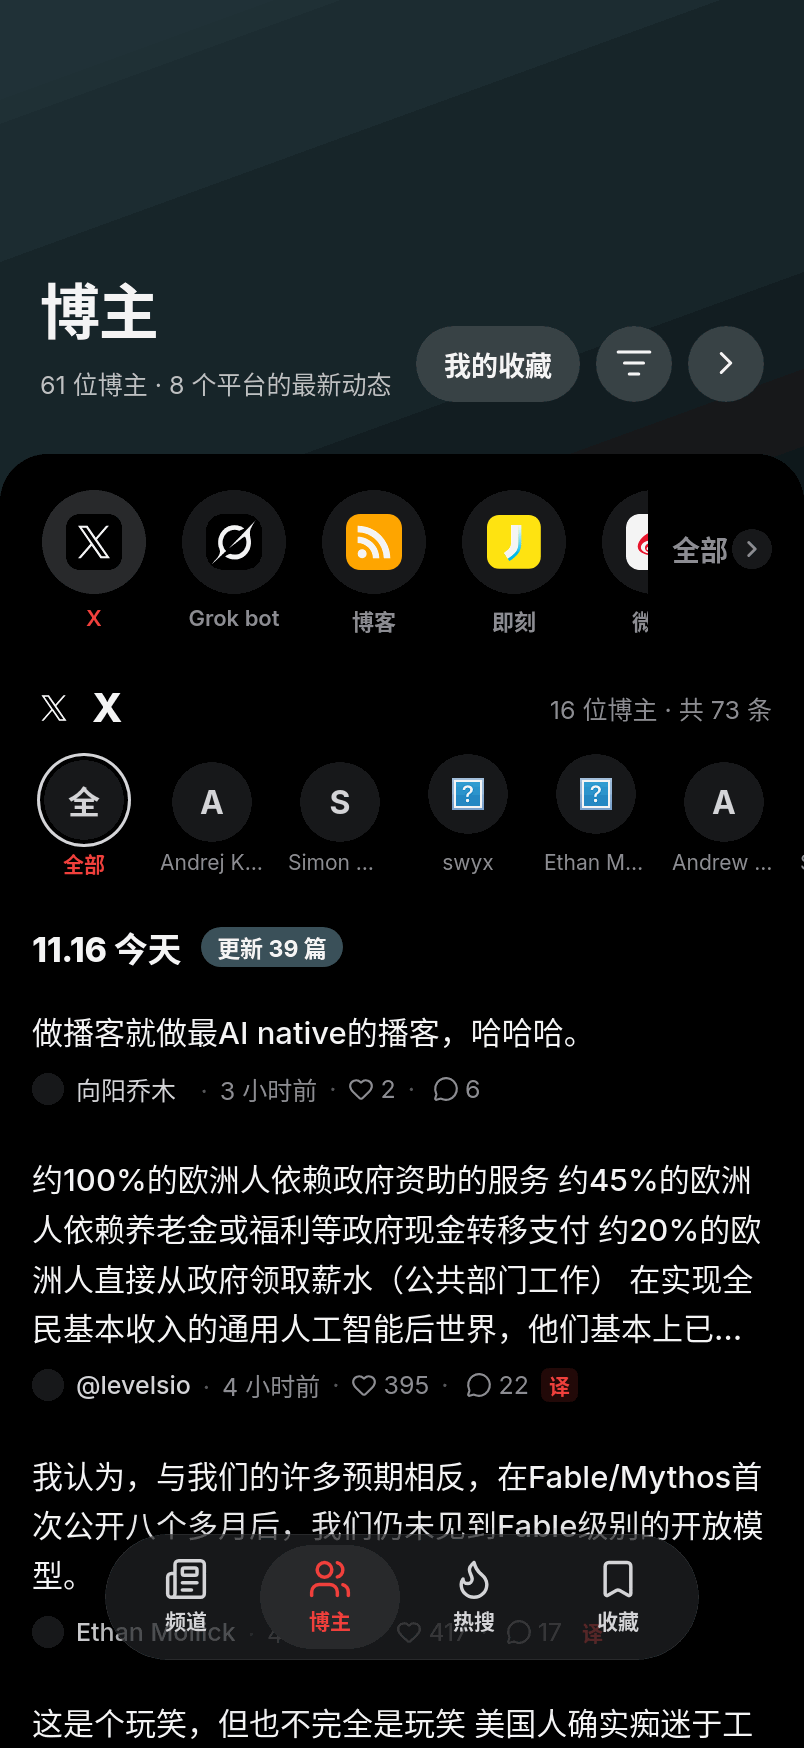 博主
61 位博主 · 8 个平台的最新动态
我的收藏
X
Grok bot
博客
即刻
全部
X
16 位博主 · 共 73 条
全
A
S
A
全部
Andrej K...
Simon ...
swyx
Ethan M...
Andrew ...
11.16 今天
更新 39 篇
做播客就做最AI native的播客，哈哈哈。
向阳乔木 · 3 小时前 · 2 · 6
约100%的欧洲人依赖政府资助的服务 约45%的欧洲
人依赖养老金或福利等政府现金转移支付 约20%的欧
洲人直接从政府领取薪水（公共部门工作） 在实现全
民基本收入的通用人工智能后世界，他们基本上已...
@levelsio · 4 小时前 · 395 · 22 译
我认为，与我们的许多预期相反，在Fable/Mythos首
次公开八个多月后，我们仍未见到Fable级别的开放模
型。
Ethan Mollick · 4 417 17 译
频道
博主
热搜
收藏
这是个玩笑，但也不完全是玩笑 美国人确实痴迷于工